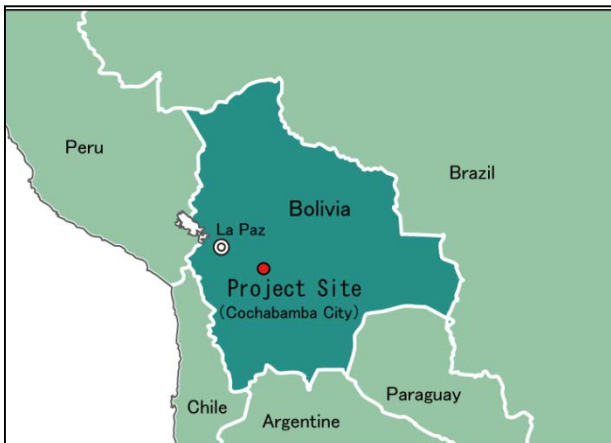 Peru
Brazil
Bolivia
La Paz
Project Site
(Cochabamba City)
Chile
Paraguay
Argentine